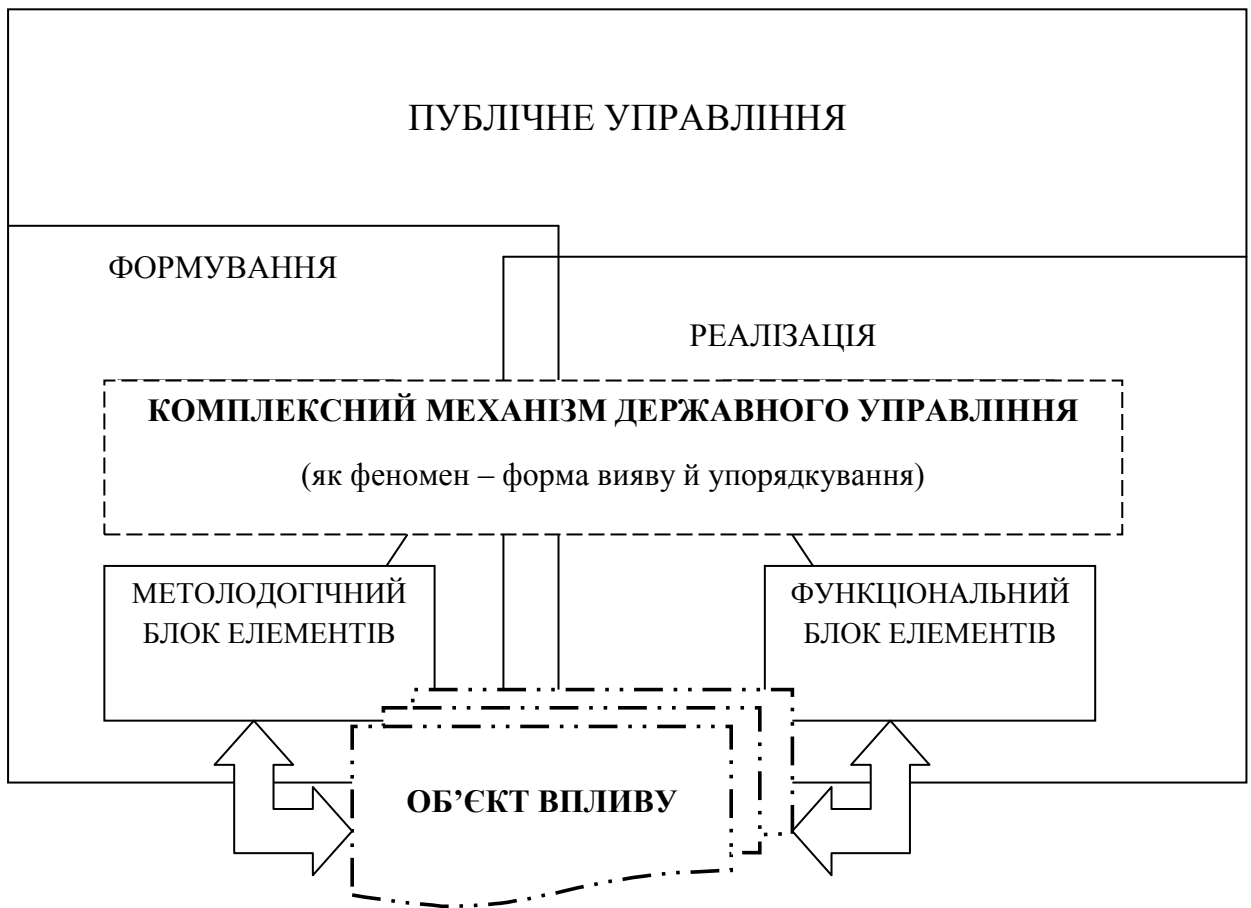 ПУБЛІЧНЕ УПРАВЛІННЯ
ФОРМУВАННЯ
РЕАЛІЗАЦІЯ
КОМПЛЕКСНИЙ МЕХАНІЗМ ДЕРЖАВНОГО УПРАВЛІННЯ
(як феномен – форма вияву й упорядкування)
МЕТОЛОДОГІЧНИЙ
БЛОК ЕЛЕМЕНТІВ
ФУНКЦІОНАЛЬНИЙ
БЛОК ЕЛЕМЕНТІВ
ОБ’ЄКТ ВПЛИВУ